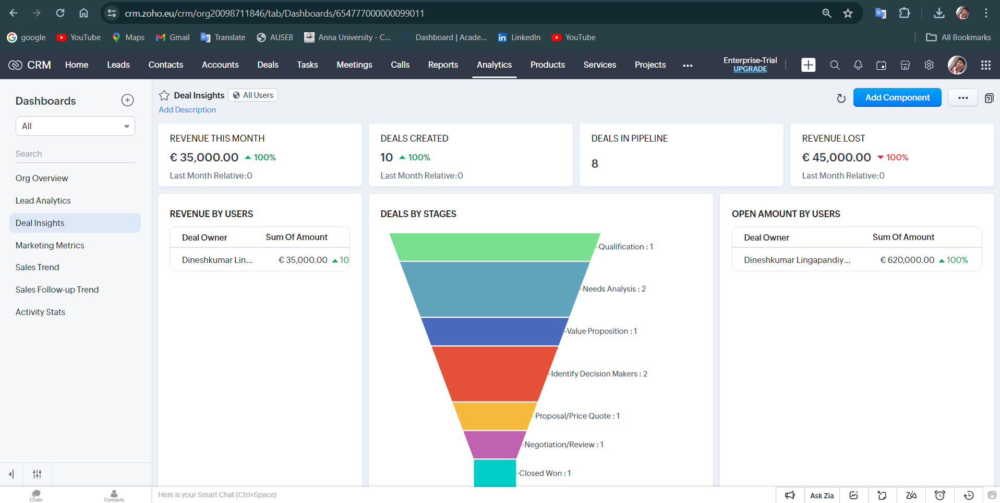 crm.zoho.eu/crm/org20098711846/tab/Dashboards/654777000000099011
google YouTube Maps Gmail Translate AUSEB Anna University - C... Dashboard | Acade... LinkedIn YouTube All Bookmarks
CRM Home Leads Contacts Accounts Deals Tasks Meetings Calls Reports Analytics Products Services Projects ... Enterprise-Trial
UPGRADE
Dashboards
All
Search
Org Overview
Lead Analytics
Deal Insights
Marketing Metrics
Sales Trend
Sales Follow-up Trend
Activity Stats
Deal Insights All Users
Add Description
Add Component
REVENUE THIS MONTH
€ 35,000.00 100%
Last Month Relative:0
DEALS CREATED
10 100%
Last Month Relative:0
DEALS IN PIPELINE
8
REVENUE LOST
€ 45,000.00 100%
Last Month Relative:0
REVENUE BY USERS
Deal Owner Sum Of Amount
Dineshkumar Lin... € 35,000.00 10
DEALS BY STAGES
Qualification : 1
Needs Analysis : 2
Value Proposition : 1
Identify Decision Makers : 2
Proposal/Price Quote : 1
Negotiation/Review : 1
Closed Won : 1
OPEN AMOUNT BY USERS
Deal Owner Sum Of Amount
Dineshkumar Lingapandiy... € 620,000.00 100%
Chats
Contacts
Here is your Smart Chat (Ctrl+Space)
Ask Zia